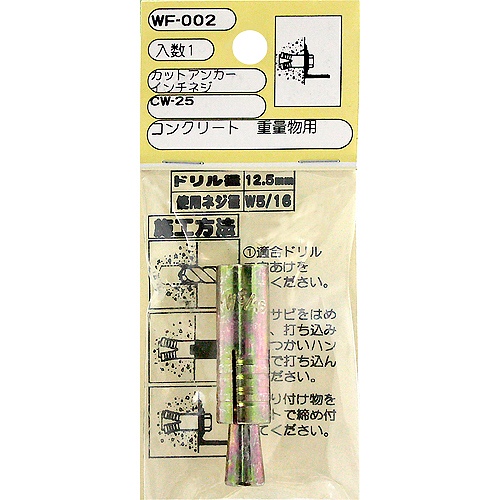 WF-002
入数1
カットアンカー
インチネジ
CW-25
コンクリート 重量物用
ドリル径 12.5mm
使用ネジ径 W5/16
施工方法
①適合ドリル
あけを
ください。
サビをはめ
、打ち込み
つかいハン
で打ち込ん
ださい。
り付け物を
トで締め付
ください。